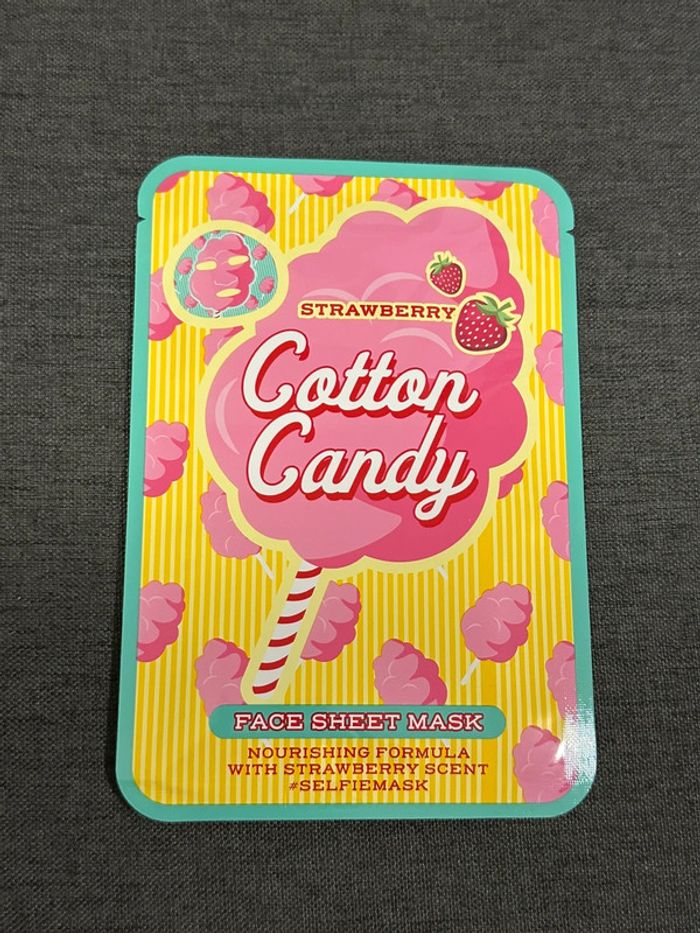 STRAWBERRY
Cotton
Candy
FACE SHEET MASK
NOURISHING FORMULA
WITH STRAWBERRY SCENT
#SELFIEMASK